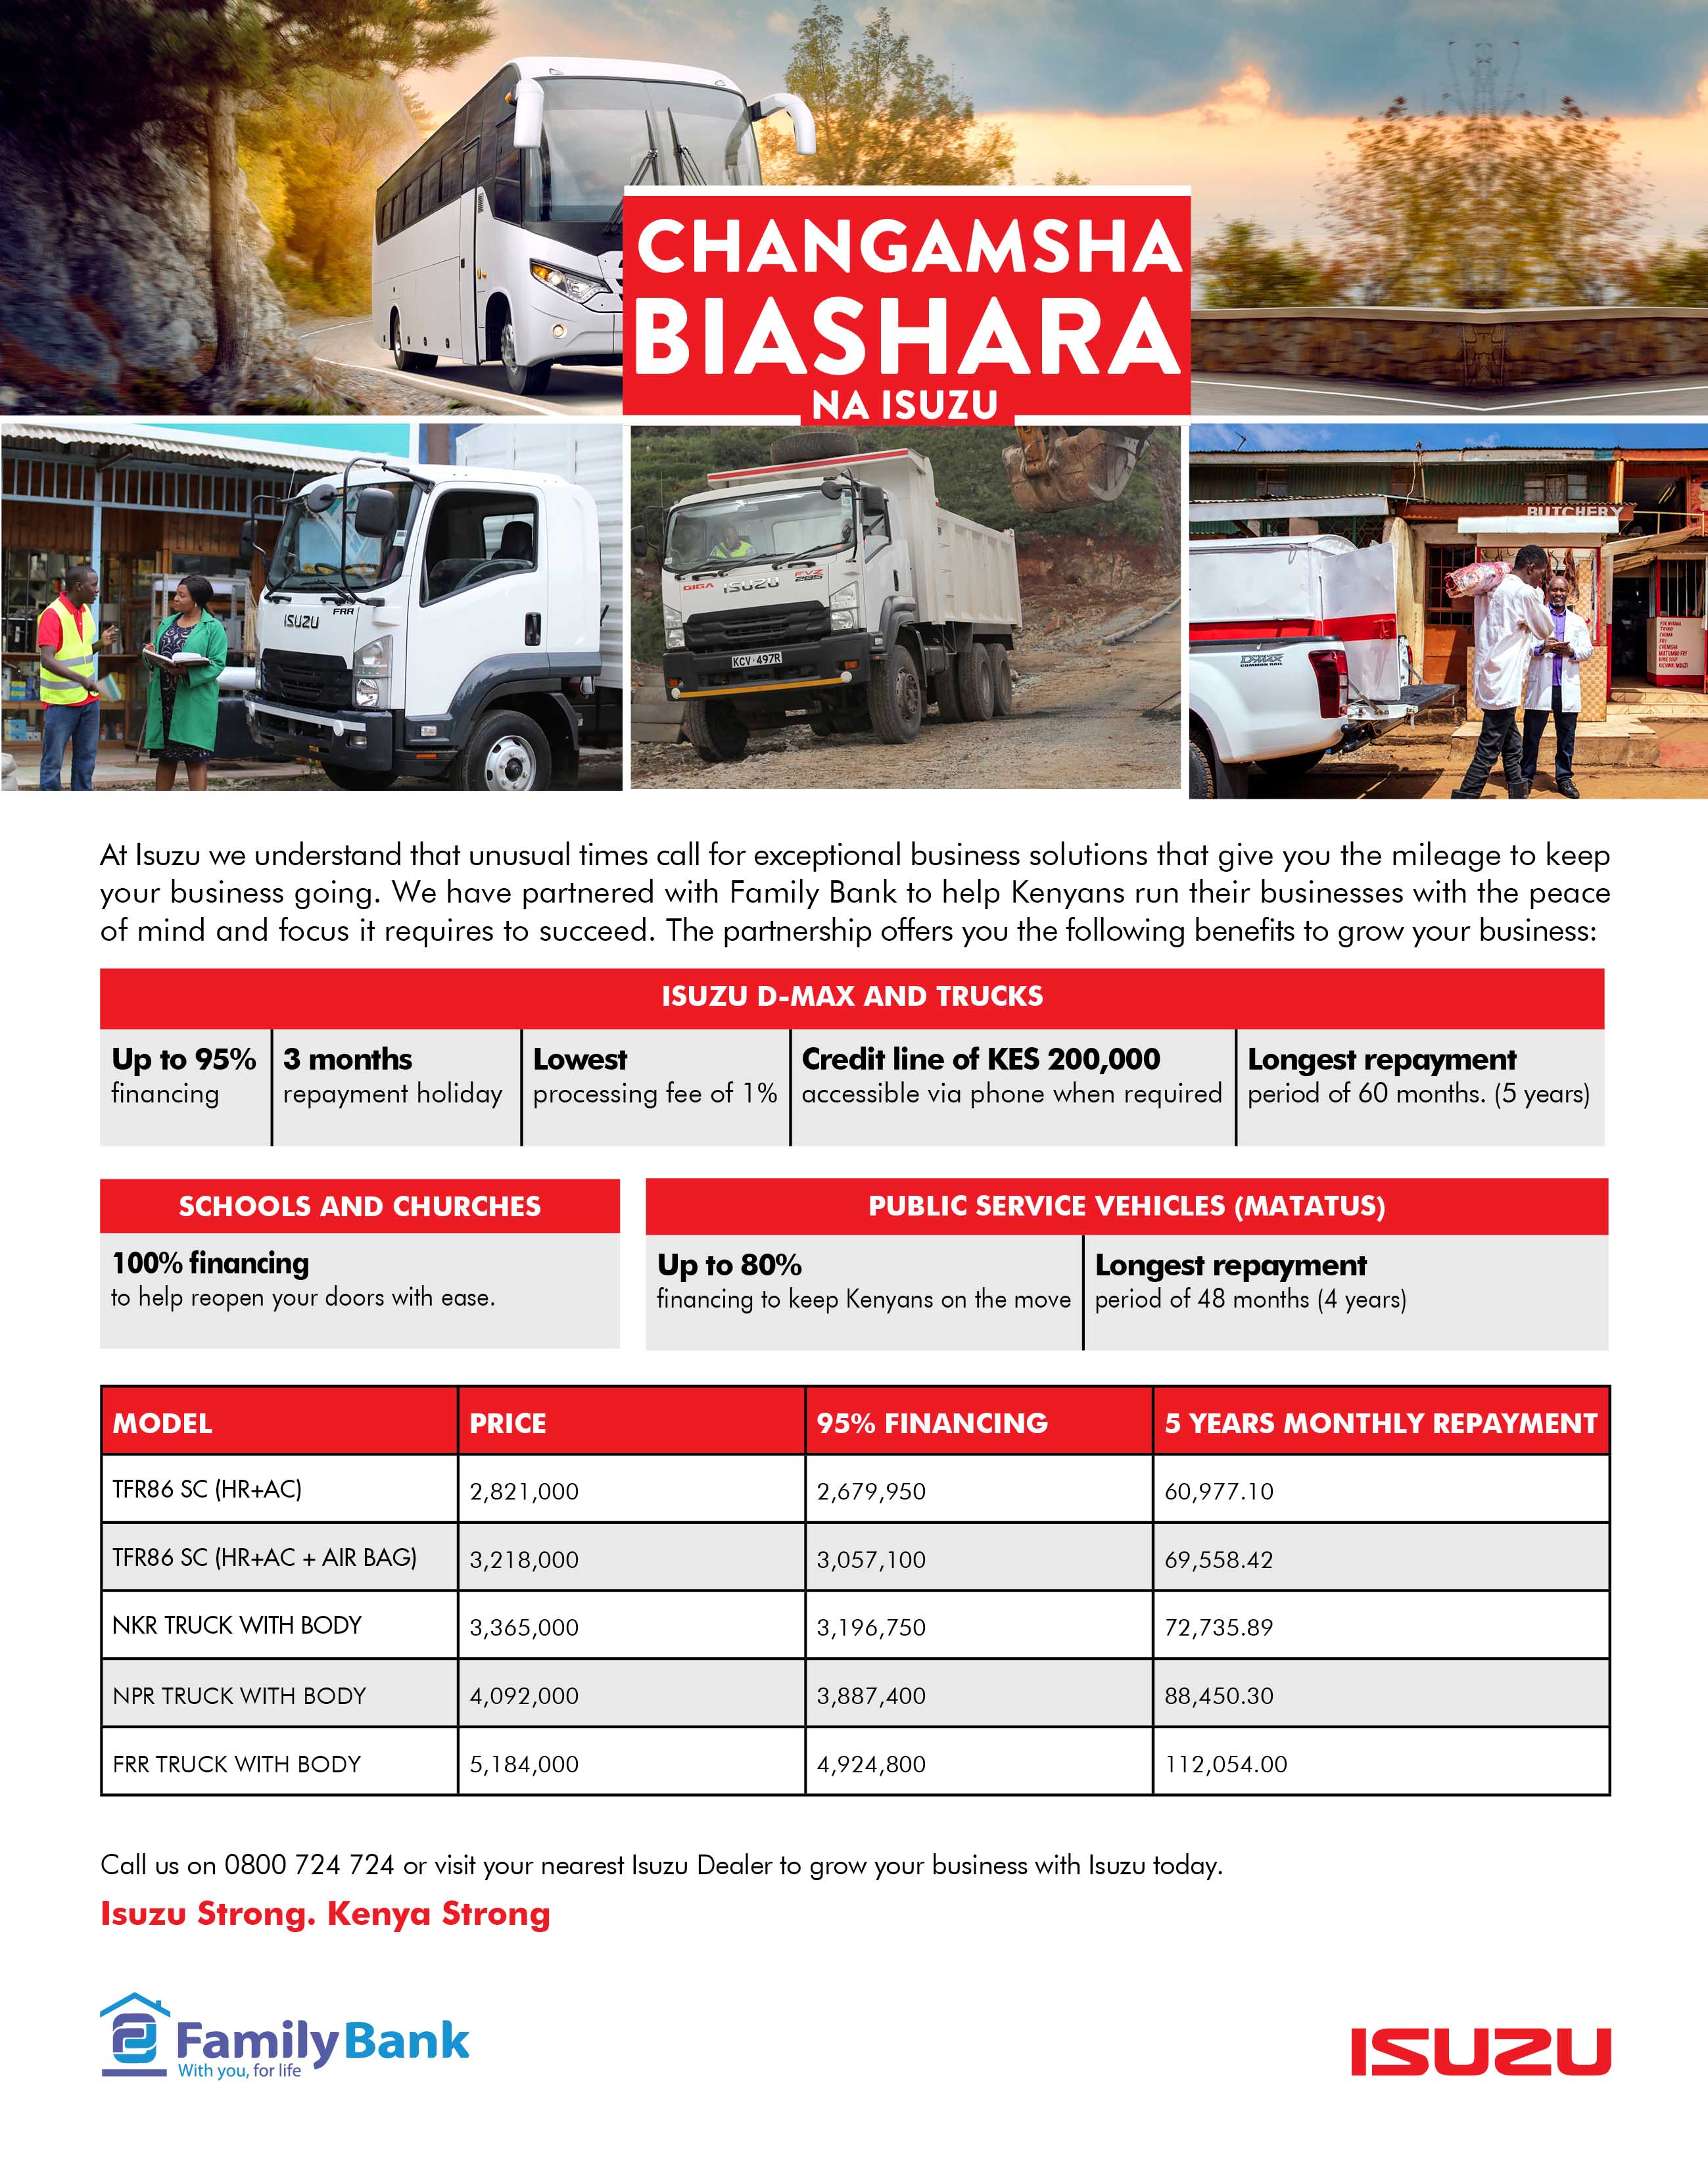 CHANGAMSHA
BIASHARA
NA ISUZU
ISUZU
FRR
GIGA ISUZU FVZ
285
KCV 497R
BUTCHERY
D-MAX
COMMON RAIL
At Isuzu we understand that unusual times call for exceptional business solutions that give you the mileage to keep
your business going. We have partnered with Family Bank to help Kenyans run their businesses with the peace
of mind and focus it requires to succeed. The partnership offers you the following benefits to grow your business:
ISUZU D-MAX AND TRUCKS
Up to 95%
financing
3 months
repayment holiday
Lowest
processing fee of 1%
Credit line of KES 200,000
accessible via phone when required
Longest repayment
period of 60 months. (5 years)
SCHOOLS AND CHURCHES
100% financing
to help reopen your doors with ease.
PUBLIC SERVICE VEHICLES (MATATUS)
Up to 80%
financing to keep Kenyans on the move
Longest repayment
period of 48 months (4 years)
MODEL PRICE 95% FINANCING 5 YEARS MONTHLY REPAYMENT
TFR86 SC (HR+AC) 2,821,000 2,679,950 60,977.10
TFR86 SC (HR+AC + AIR BAG) 3,218,000 3,057,100 69,558.42
NKR TRUCK WITH BODY 3,365,000 3,196,750 72,735.89
NPR TRUCK WITH BODY 4,092,000 3,887,400 88,450.30
FRR TRUCK WITH BODY 5,184,000 4,924,800 112,054.00
Call us on 0800 724 724 or visit your nearest Isuzu Dealer to grow your business with Isuzu today.
Isuzu Strong. Kenya Strong
Family Bank
With you, for life
ISUZU